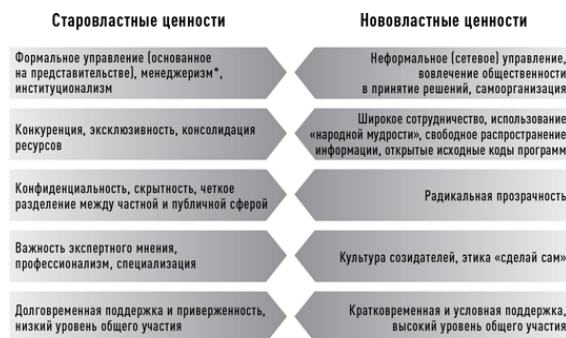 Старовластные ценности
Нововластные ценности
Формальное управление (основанное
на представительстве), менеджеризм*,
институционализм
Неформальное (сетевое) управление,
вовлечение общественности
в принятие решений, самоорганизация
Конкуренция, эксклюзивность, консолидация
ресурсов
Широкое сотрудничество, использование
«народной мудрости», свободное распространение
информации, открытые исходные коды программ
Конфиденциальность, скрытность, четкое
разделение между частной и публичной сферой
Радикальная прозрачность
Важность экспертного мнения,
профессионализм, специализация
Культура созидателей, этика «сделай сам»
Долговременная поддержка и приверженность,
низкий уровень общего участия
Кратковременная и условная поддержка,
высокий уровень общего участия